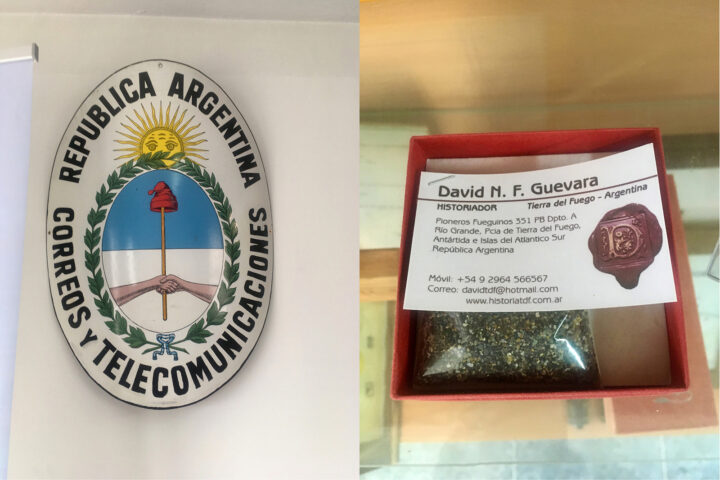 REPUBLICA ARGENTINA
CORREOS Y TELECOMUNICACIONES
David N. F. Guevara
HISTORIADOR Tierra del Fuego - Argentina
Pioneros Fueguinos 351 PB Dpto. A
Río Grande, Pcia de Tierra del Fuego,
Antártida e Islas del Atlantico Sur
República Argentina
Móvil: +54 9 2964 566567
Correo: davidtdf@hotmail.com
www.historiatdf.com.ar